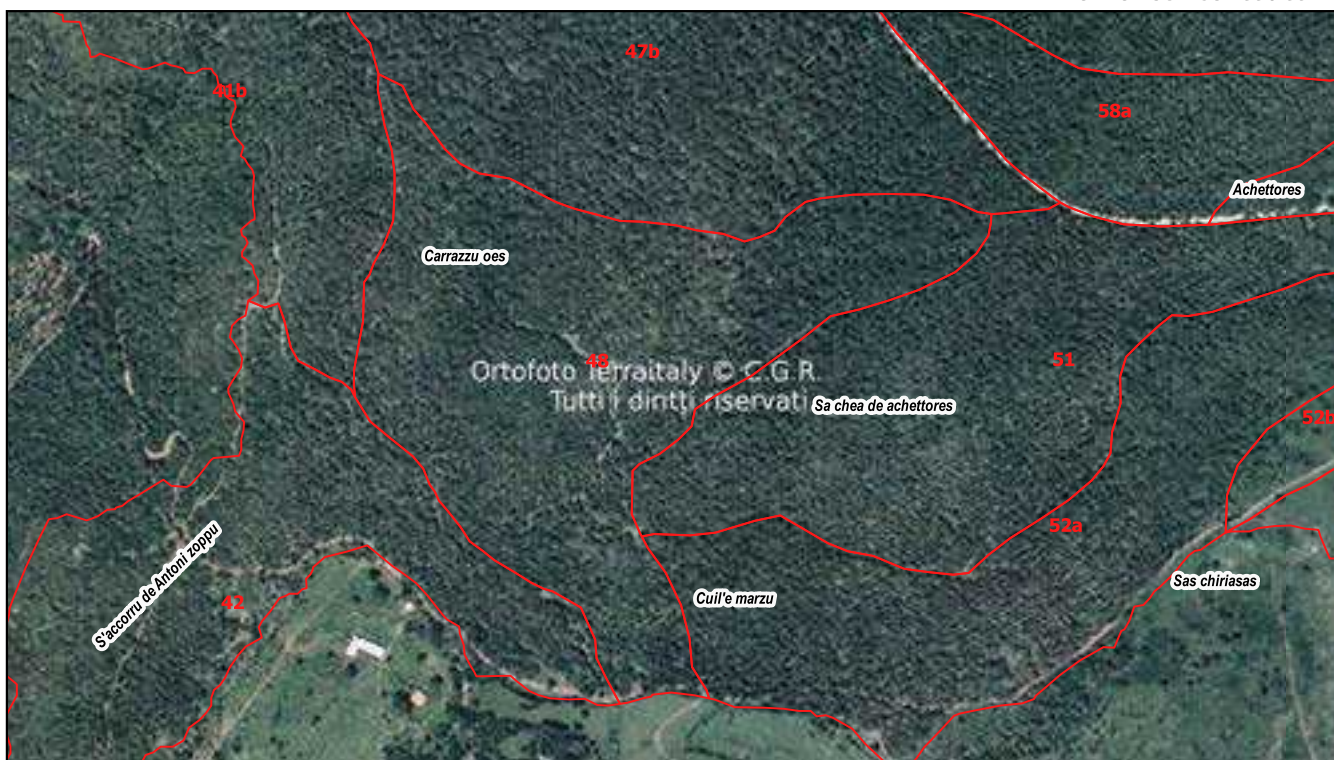 47b
41b
58a
Achettores
Carrazzu oes
48
51
Ortofoto Terraitaly © C.G.R.
Tutti i diritti riservati
Sa chea de achettores
52b
52a
S'accorru de Antoni zoppu
Sas chiriasas
Cuil'e marzu
42